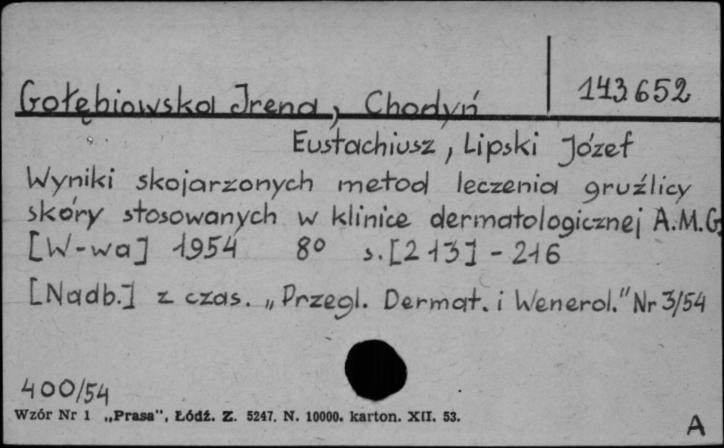 143652
Gołębiowska Irena, Chodyń
Eustachiusz, Lipski Józef
Wyniki skojarzonych metod leczenia gruźlicy
skóry stosowanych w klinice dermatologicznej A.M.G.
[W-wa] 1954 8° s.[213] - 216
[Nadb.] z czas. „Przegl. Dermat. i Wenerol." Nr 3/54
400/54
Wzór Nr 1 „Prasa", Łódź. Z. 5247. N. 10000. karton. XII. 53.
A